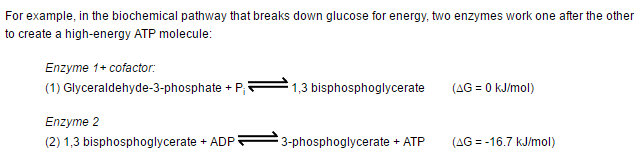 For example, in the biochemical pathway that breaks down glucose for energy, two enzymes work one after the other
to create a high-energy ATP molecule:
Enzyme 1+ cofactor:
(1) Glyceraldehyde-3-phosphate + Pi ⇌ 1,3 bisphosphoglycerate (ΔG = 0 kJ/mol)
Enzyme 2
(2) 1,3 bisphosphoglycerate + ADP ⇌ 3-phosphoglycerate + ATP (ΔG = -16.7 kJ/mol)